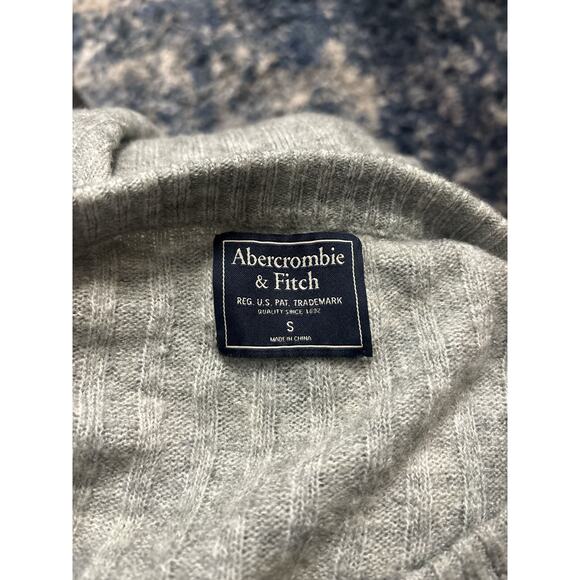 Abercrombie
& Fitch
REG. U.S. PAT. TRADEMARK
QUALITY SINCE 1892
S
MADE IN CHINA